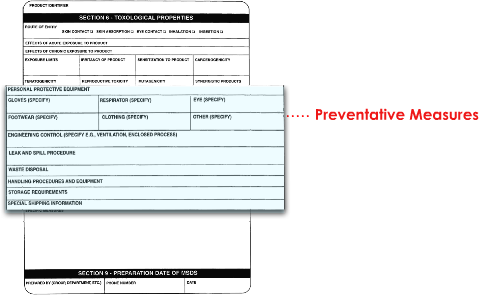 PRODUCT IDENTIFIER
SECTION 6 - TOXOLOGICAL PROPERTIES
ROUTE OF ENTRY
SKIN CONTACT □ SKIN ABSORPTION □ EYE CONTACT □ INHALATION □ INGESTION □
EFFECTS OF ACUTE EXPOSURE TO PRODUCT
EFFECTS OF CHRONIC EXPOSURE TO PRODUCT
EXPOSURE LIMITS IRRITANCY OF PRODUCT SENSITIZATION TO PRODUCT CARCENOGENICITY
TERATOGENICITY REPRODUCTIVE TOXICITY MUTAGENICITY SYNERGISTIC PRODUCTS
PERSONAL PROTECTIVE EQUIPMENT
GLOVES (SPECIFY) RESPIRATOR (SPECIFY) EYE (SPECIFY)
Preventative Measures
FOOTWEAR (SPECIFY) CLOTHING (SPECIFY) OTHER (SPECIFY)
ENGINEERING CONTROL (SPECIFY E.G., VENTILATION, ENCLOSED PROCESS)
LEAK AND SPILL PROCEDURE
WASTE DISPOSAL
HANDLING PROCEDURES AND EQUIPMENT
STORAGE REQUIREMENTS
SPECIAL SHIPPING INFORMATION
SECTION 9 - PREPARATION DATE OF MSDS
PREPARED BY (GROUP, DEPARTMENT, ETC.) PHONE NUMBER DATE